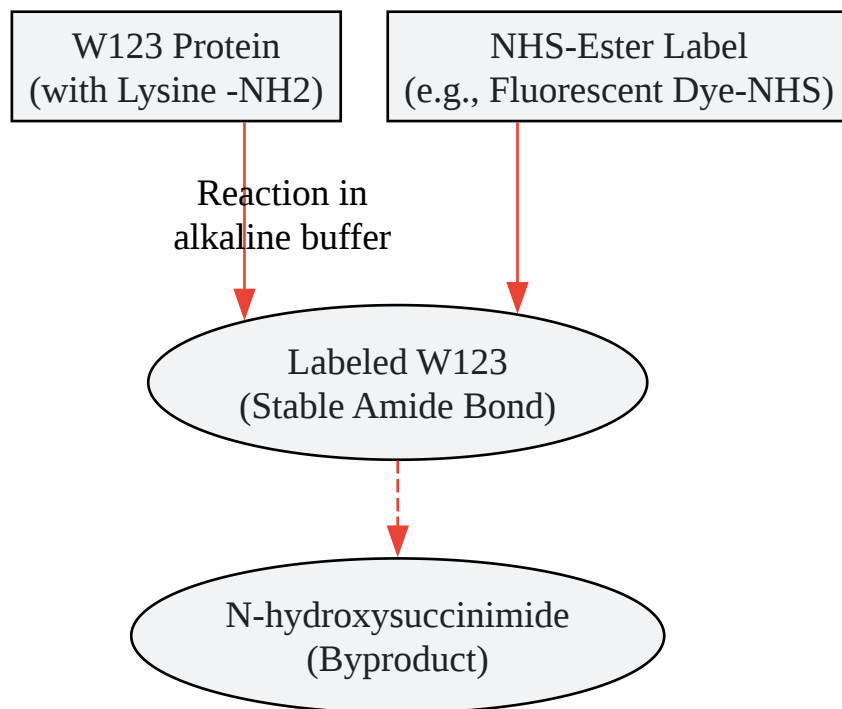 W123 Protein
(with Lysine -NH2)
NHS-Ester Label
(e.g., Fluorescent Dye-NHS)
Reaction in
alkaline buffer
Labeled W123
(Stable Amide Bond)
N-hydroxysuccinimide
(Byproduct)